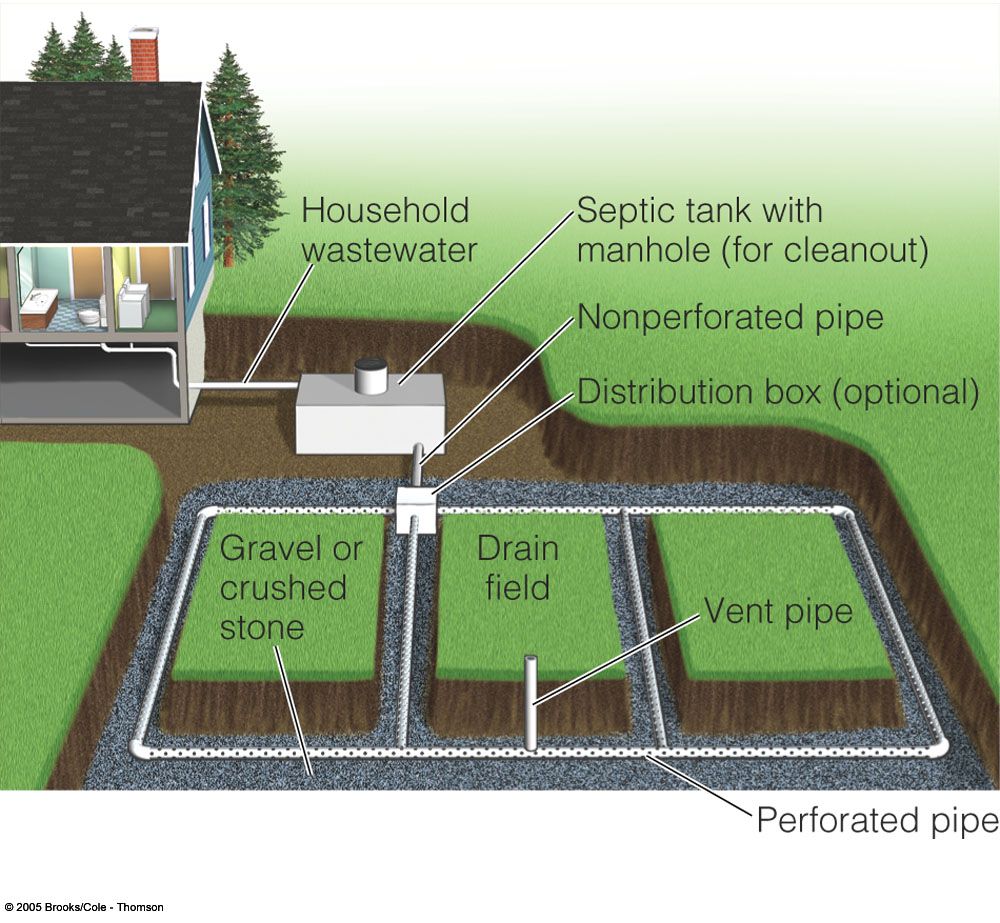 Household
wastewater
Septic tank with
manhole (for cleanout)
Nonperforated pipe
Distribution box (optional)
Gravel or
crushed
stone
Drain
field
Vent pipe
Perforated pipe
© 2005 Brooks/Cole - Thomson